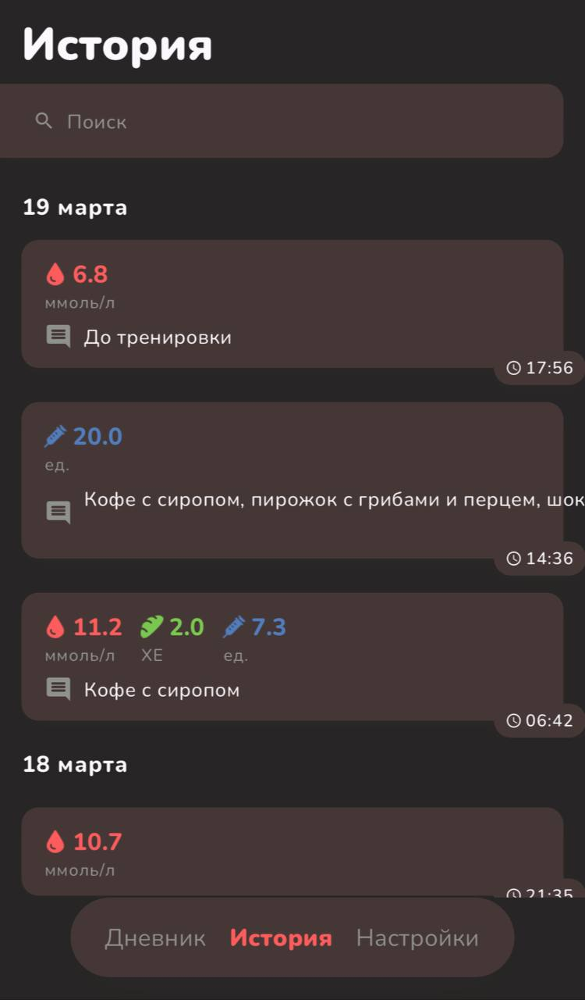 История
Поиск
19 марта
6.8
ммоль/л
До тренировки
17:56
20.0
ед.
Кофе с сиропом, пирожок с грибами и перцем, шок
14:36
11.2 2.0 7.3
ммоль/л ХЕ ед.
Кофе с сиропом
06:42
18 марта
10.7
ммоль/л
21:35
Дневник История Настройки